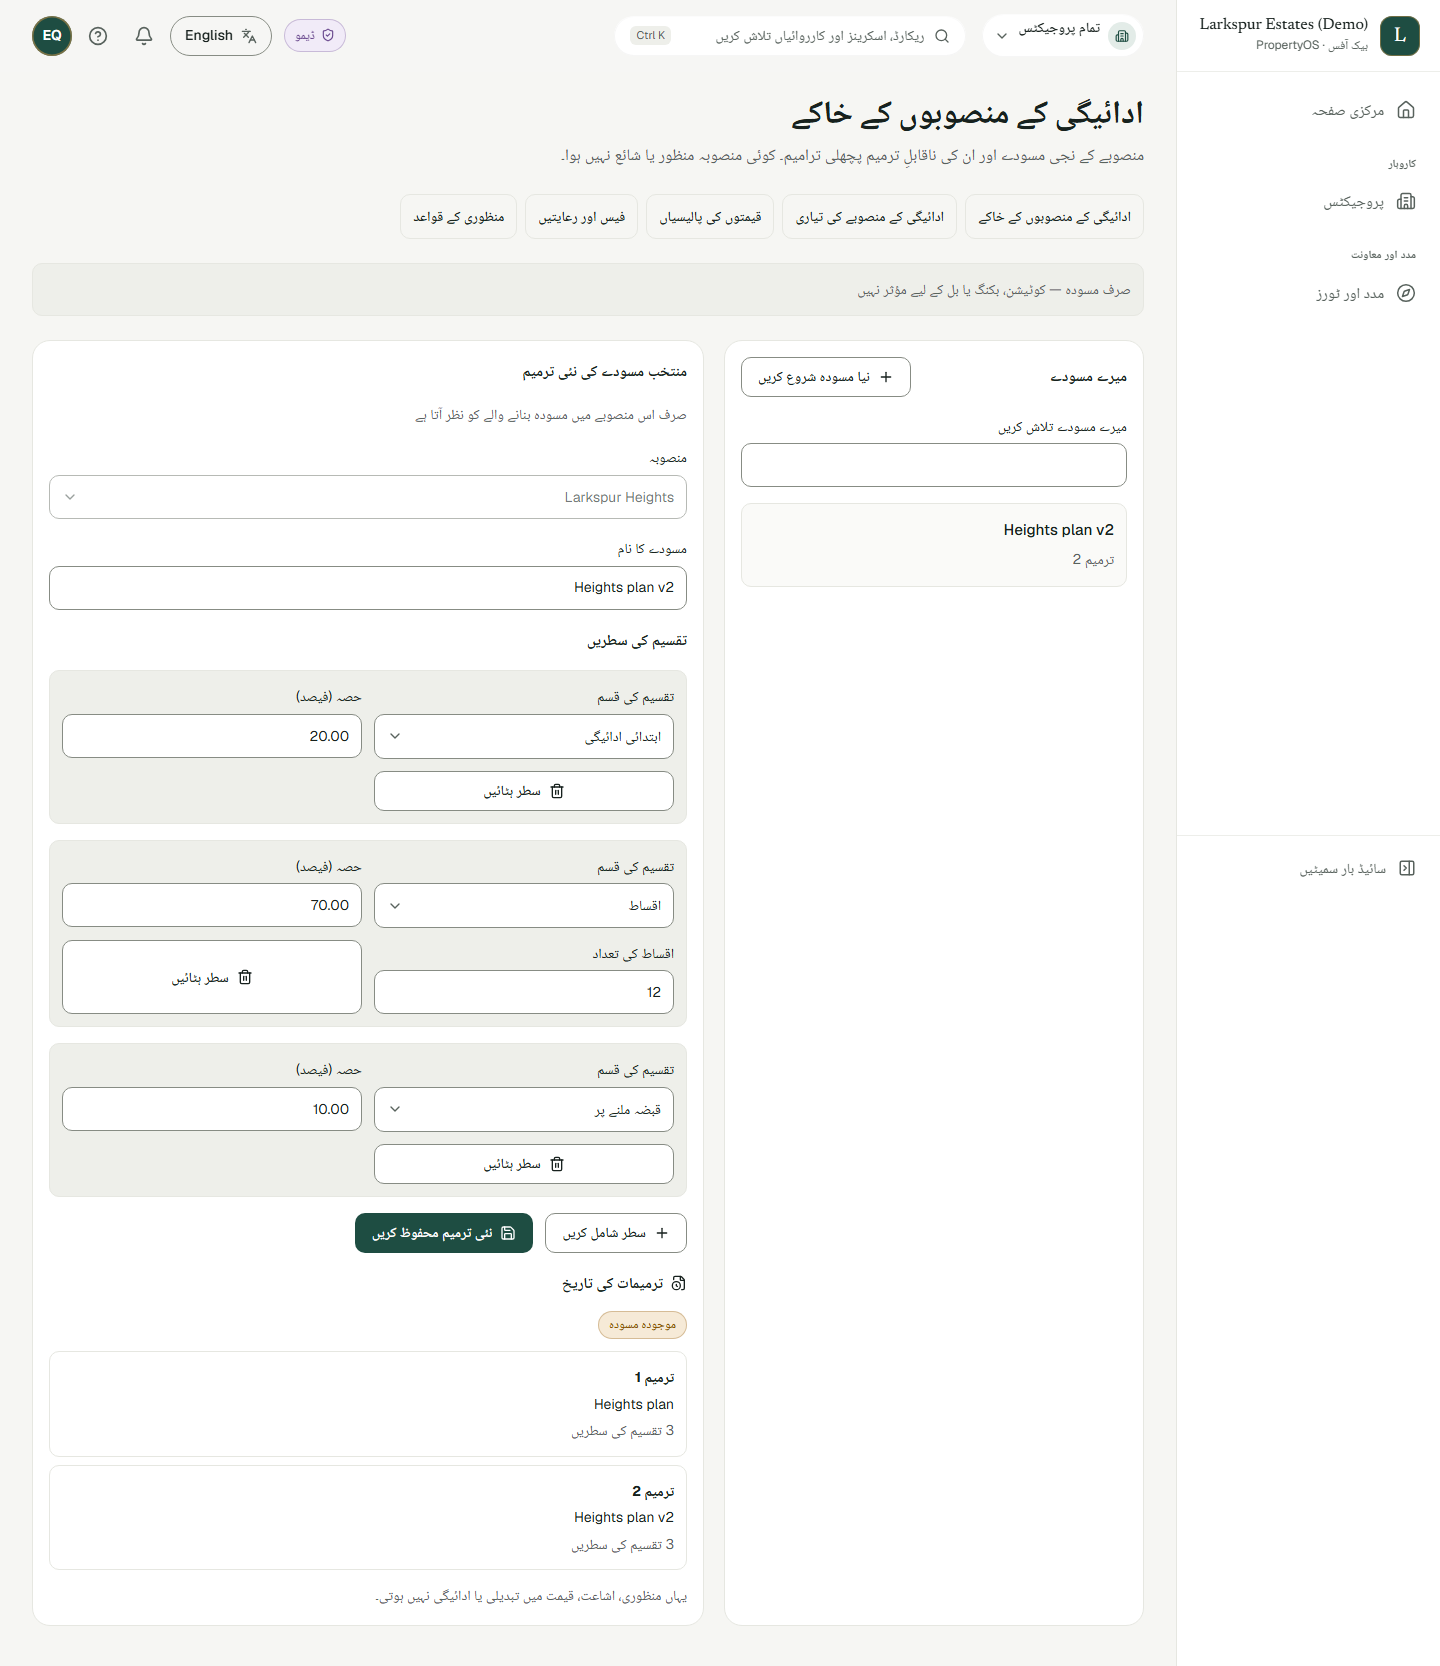 Larkspur Estates (Demo)
بیک آفس · PropertyOS
L
مرکزی صفحہ
کاروبار
پروجیکٹس
مدد اور معاونت
مدد اور ٹورز
سائیڈ بار سمیٹیں
تمام پروجیکٹس
ریکارڈ، اسکرینز اور کارروائیاں تلاش کریں
Ctrl K
ڈیمو
English
EQ
ادائیگی کے منصوبوں کے خاکے
منصوبے کے نجی مسودے اور ان کی ناقابلِ ترمیم پچھلی ترامیم۔ کوئی منصوبہ منظور یا شائع نہیں ہوا۔
ادائیگی کے منصوبوں کے خاکے
ادائیگی کے منصوبے کی تیاری
قیمتوں کی پالیسیاں
فیس اور رعایتیں
منظوری کے قواعد
صرف مسودہ — کوٹیشن، بکنگ یا بل کے لیے مؤثر نہیں
میرے مسودے
نیا مسودہ شروع کریں
میرے مسودے تلاش کریں
Heights plan v2
ترمیم 2
منتخب مسودے کی نئی ترمیم
صرف اس منصوبے میں مسودہ بنانے والے کو نظر آتا ہے
منصوبہ
Larkspur Heights
مسودے کا نام
Heights plan v2
تقسیم کی سطریں
تقسیم کی قسم
حصہ (فیصد)
ابتدائی ادائیگی
20.00
سطر ہٹائیں
تقسیم کی قسم
حصہ (فیصد)
اقساط
70.00
اقساط کی تعداد
12
سطر ہٹائیں
تقسیم کی قسم
حصہ (فیصد)
قبضہ ملنے پر
10.00
سطر ہٹائیں
سطر شامل کریں
نئی ترمیم محفوظ کریں
ترمیمات کی تاریخ
موجودہ مسودہ
ترمیم 1
Heights plan
3 تقسیم کی سطریں
ترمیم 2
Heights plan v2
3 تقسیم کی سطریں
یہاں منظوری، اشاعت، قیمت میں تبدیلی یا ادائیگی نہیں ہوتی۔